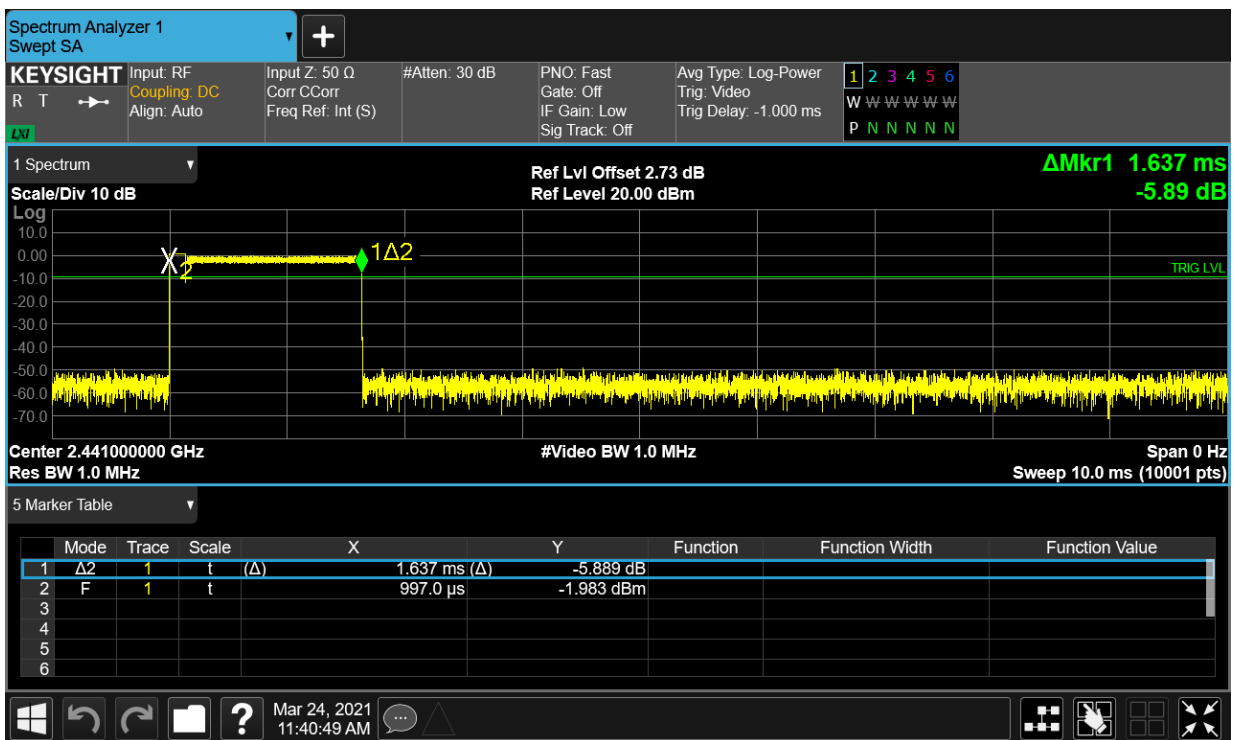 Spectrum Analyzer 1
Swept SA
KEYSIGHT
R T
LXI
Input: RF
Coupling: DC
Align: Auto
Input Z: 50 Ω
Corr CCorr
Freq Ref: Int (S)
#Atten: 30 dB
PNO: Fast
Gate: Off
IF Gain: Low
Sig Track: Off
Avg Type: Log-Power
Trig: Video
Trig Delay: -1.000 ms
1 2 3 4 5 6
W W W W W W
P N N N N N
1 Spectrum
Scale/Div 10 dB
Ref Lvl Offset 2.73 dB
Ref Level 20.00 dBm
ΔMkr1 1.637 ms
-5.89 dB
Log
10.0
0.00
-10.0
-20.0
-30.0
-40.0
-50.0
-60.0
-70.0
X
2
1Δ2
TRIG LVL
Center 2.441000000 GHz
#Video BW 1.0 MHz
Span 0 Hz
Res BW 1.0 MHz
Sweep 10.0 ms (10001 pts)
5 Marker Table
Mode Trace Scale X Y Function Function Width Function Value
1 Δ2 1 t (Δ) 1.637 ms (Δ) -5.889 dB
2 F 1 t 997.0 µs -1.983 dBm
3
4
5
6
?
Mar 24, 2021
11:40:49 AM